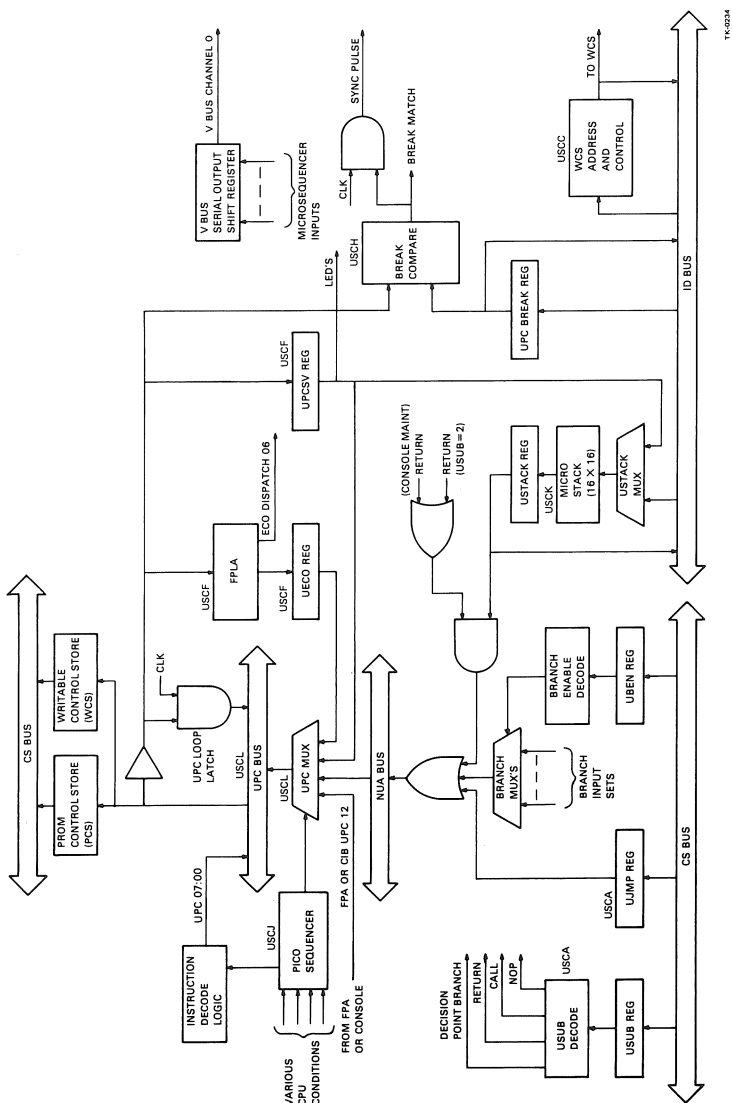 V BUS CHANNEL 0
V BUS
SERIAL OUTPUT
SHIFT REGISTER
MICROSEQUENCER
INPUTS
SYNC PULSE
CLK
BREAK MATCH
USCH
BREAK
COMPARE
LED'S
TO WCS
USCC
WCS
ADDRESS
AND
CONTROL
UPC BREAK REG
ID BUS
USCF
UPCSV REG
ECO DISPATCH 06
USCF
FPLA
USCF
UECO REG
(CONSOLE MAINT)
RETURN
RETURN
(USUB=2)
USTACK REG
USCK
MICRO
STACK
(16 X 16)
USTACK
MUX
CS BUS
WRITABLE
CONTROL STORE
(WCS)
PROM
CONTROL STORE
(PCS)
CLK
UPC LOOP
LATCH
USCL
UPC BUS
USCL
UPC MUX
NUA BUS
UPC 07:00
INSTRUCTION
DECODE
LOGIC
USCJ
PICO
SEQUENCER
VARIOUS
CPU
CONDITIONS
FPA OR CIB UPC 12
FROM FPA
OR CONSOLE
BRANCH
ENABLE
DECODE
UBEN REG
BRANCH
MUX'S
BRANCH
INPUT
SETS
USCA
UJMP REG
CS BUS
DECISION
POINT BRANCH
RETURN
CALL
NOP
USCA
USUB
DECODE
USUB REG
TK-0234